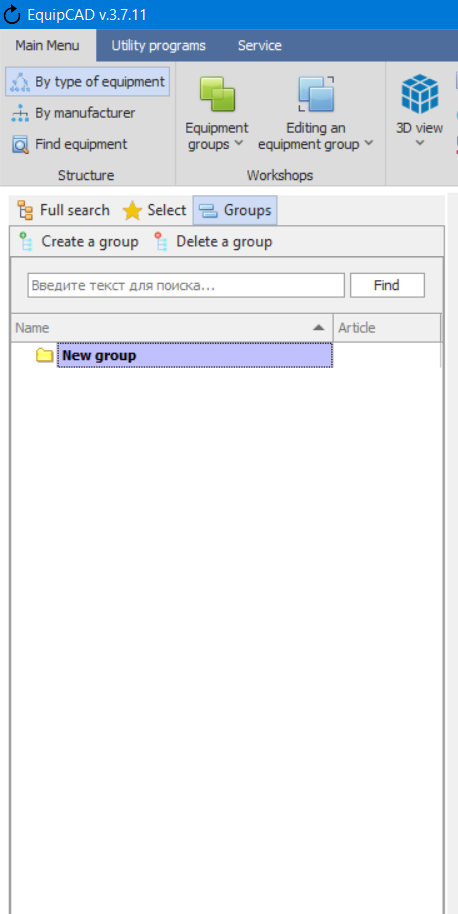 EquipCAD v.3.7.11
Main Menu Utility programs Service
By type of equipment
By manufacturer
Find equipment
Structure
Equipment
groups
Editing an
equipment group
Workshops
3D view
Full search Select Groups
Create a group Delete a group
Введите текст для поиска... Find
Name Article
New group